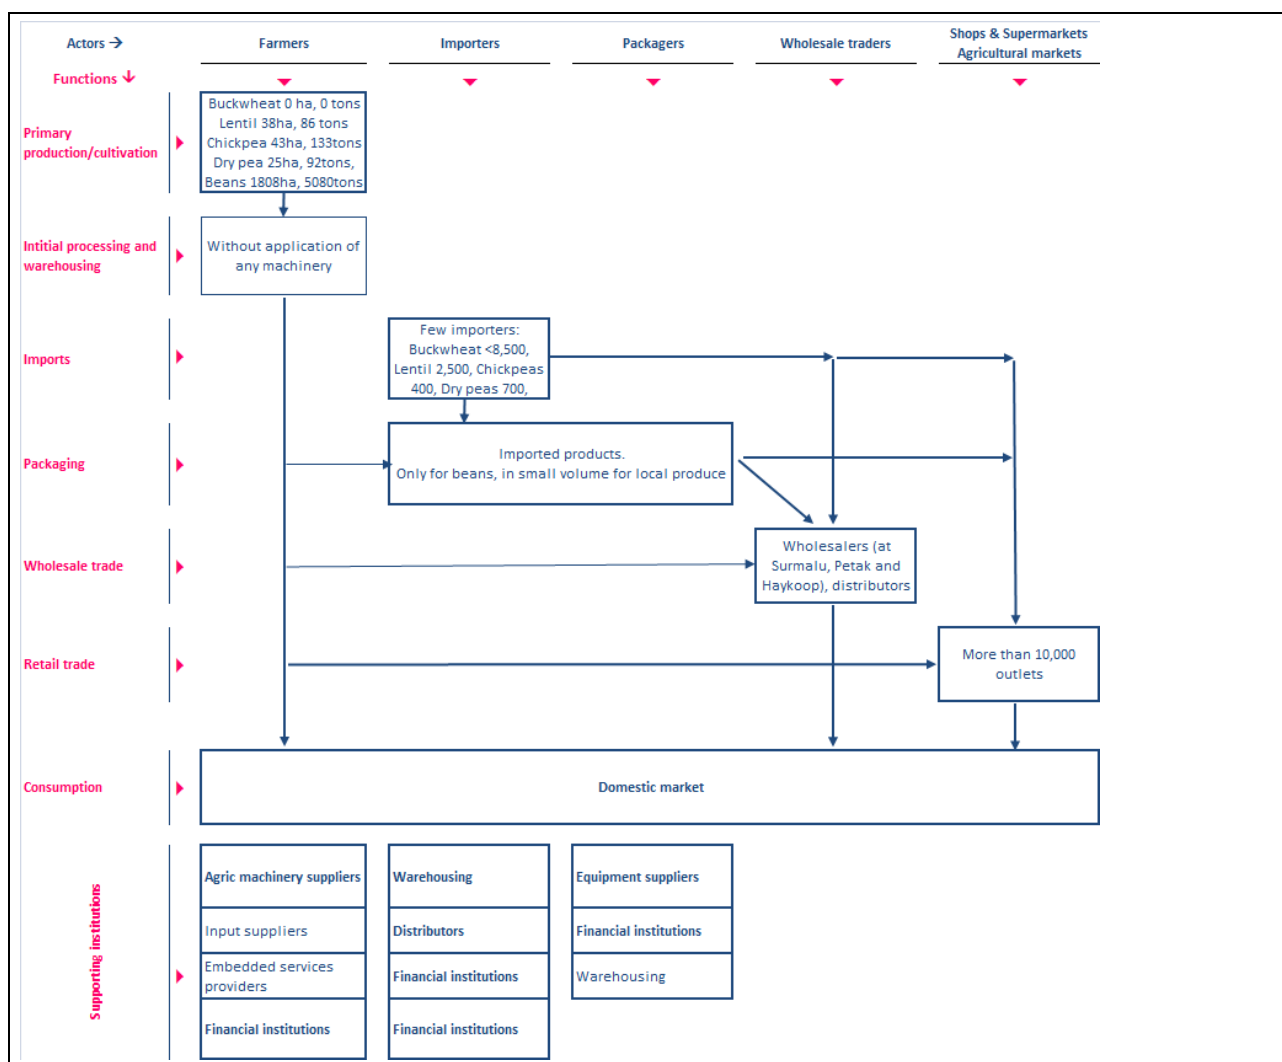 Actors →
Farmers
Importers
Packagers
Wholesale traders
Shops & Supermarkets
Agricultural markets
Functions ↓
Primary
production/cultivation
Buckwheat 0 ha, 0 tons
Lentil 38ha, 86 tons
Chickpea 43ha, 133tons
Dry pea 25ha, 92tons,
Beans 1808ha, 5080tons
Intitial processing and
warehousing
Without application of
any machinery
Imports
Few importers:
Buckwheat <8,500,
Lentil 2,500, Chickpeas
400, Dry peas 700,
Packaging
Imported products.
Only for beans, in small volume for local produce
Wholesale trade
Wholesalers (at
Surmalu, Petak and
Haykoop), distributors
Retail trade
More than 10,000
outlets
Consumption
Domestic market
Supporting institutions
Agric machinery suppliers
Warehousing
Equipment suppliers
Input suppliers
Distributors
Financial institutions
Embedded services
providers
Financial institutions
Warehousing
Financial institutions
Financial institutions